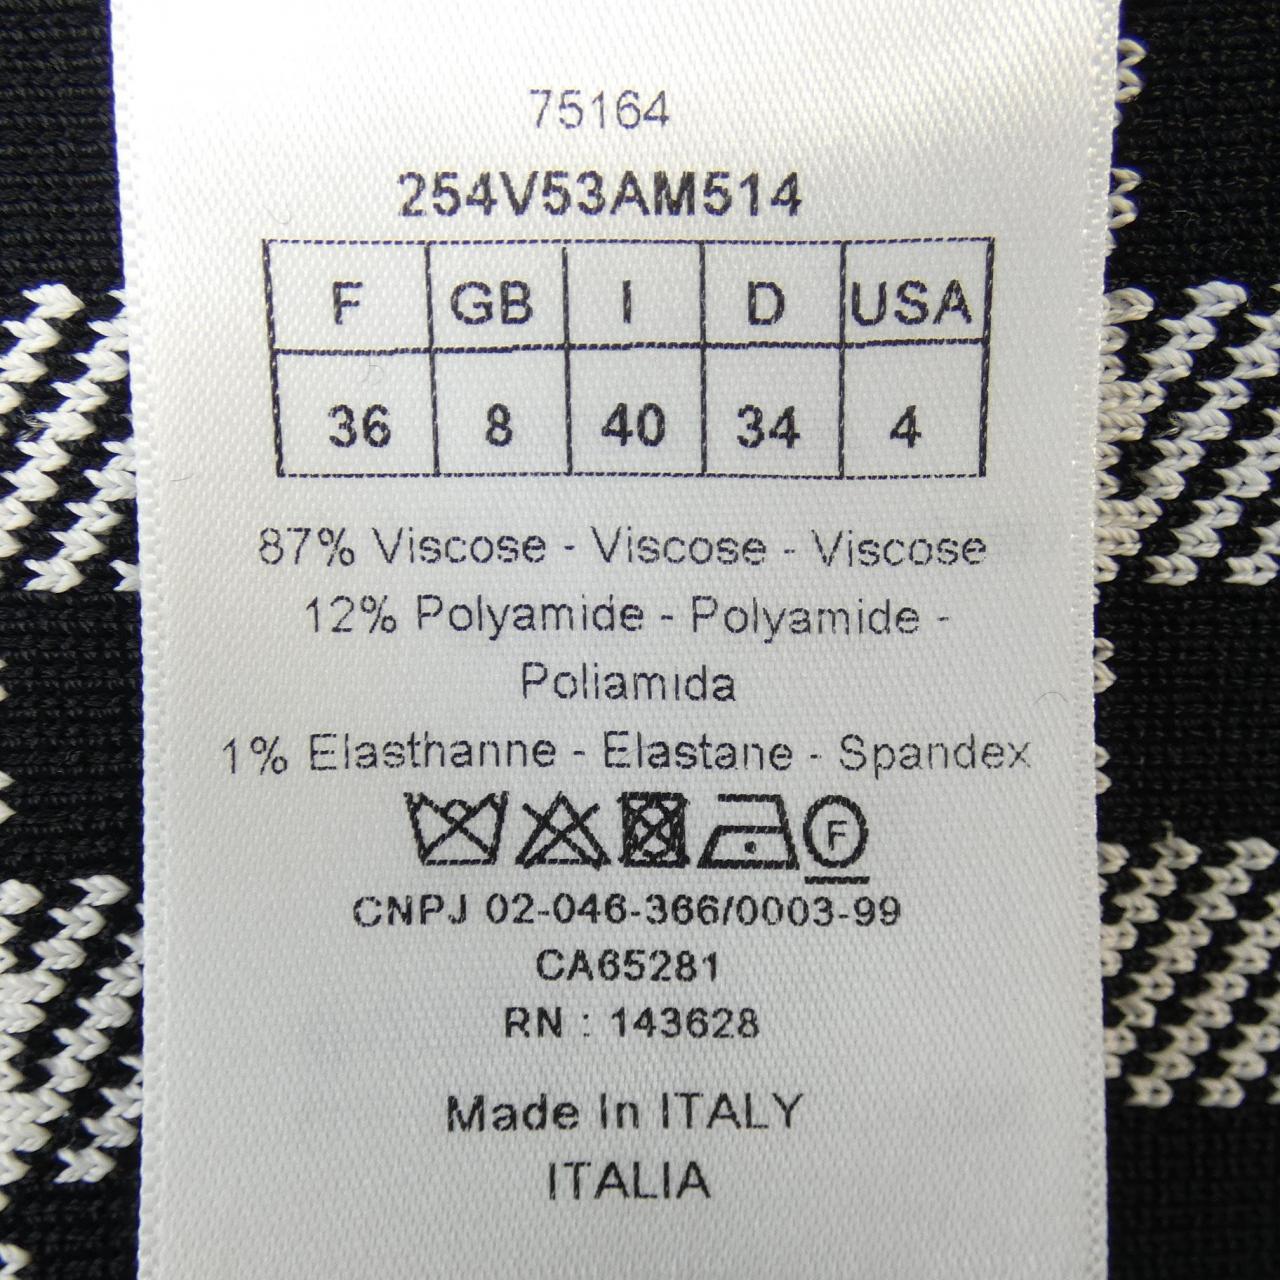 75164
254V53AM514
F GB I D USA
36 8 40 34 4
87% Viscose - Viscose - Viscose
12% Polyamide - Polyamide -
Poliamida
1% Elasthanne - Elastane - Spandex
F
CNPJ 02-046-366/0003-99
CA65281
RN : 143628
Made In ITALY
ITALIA